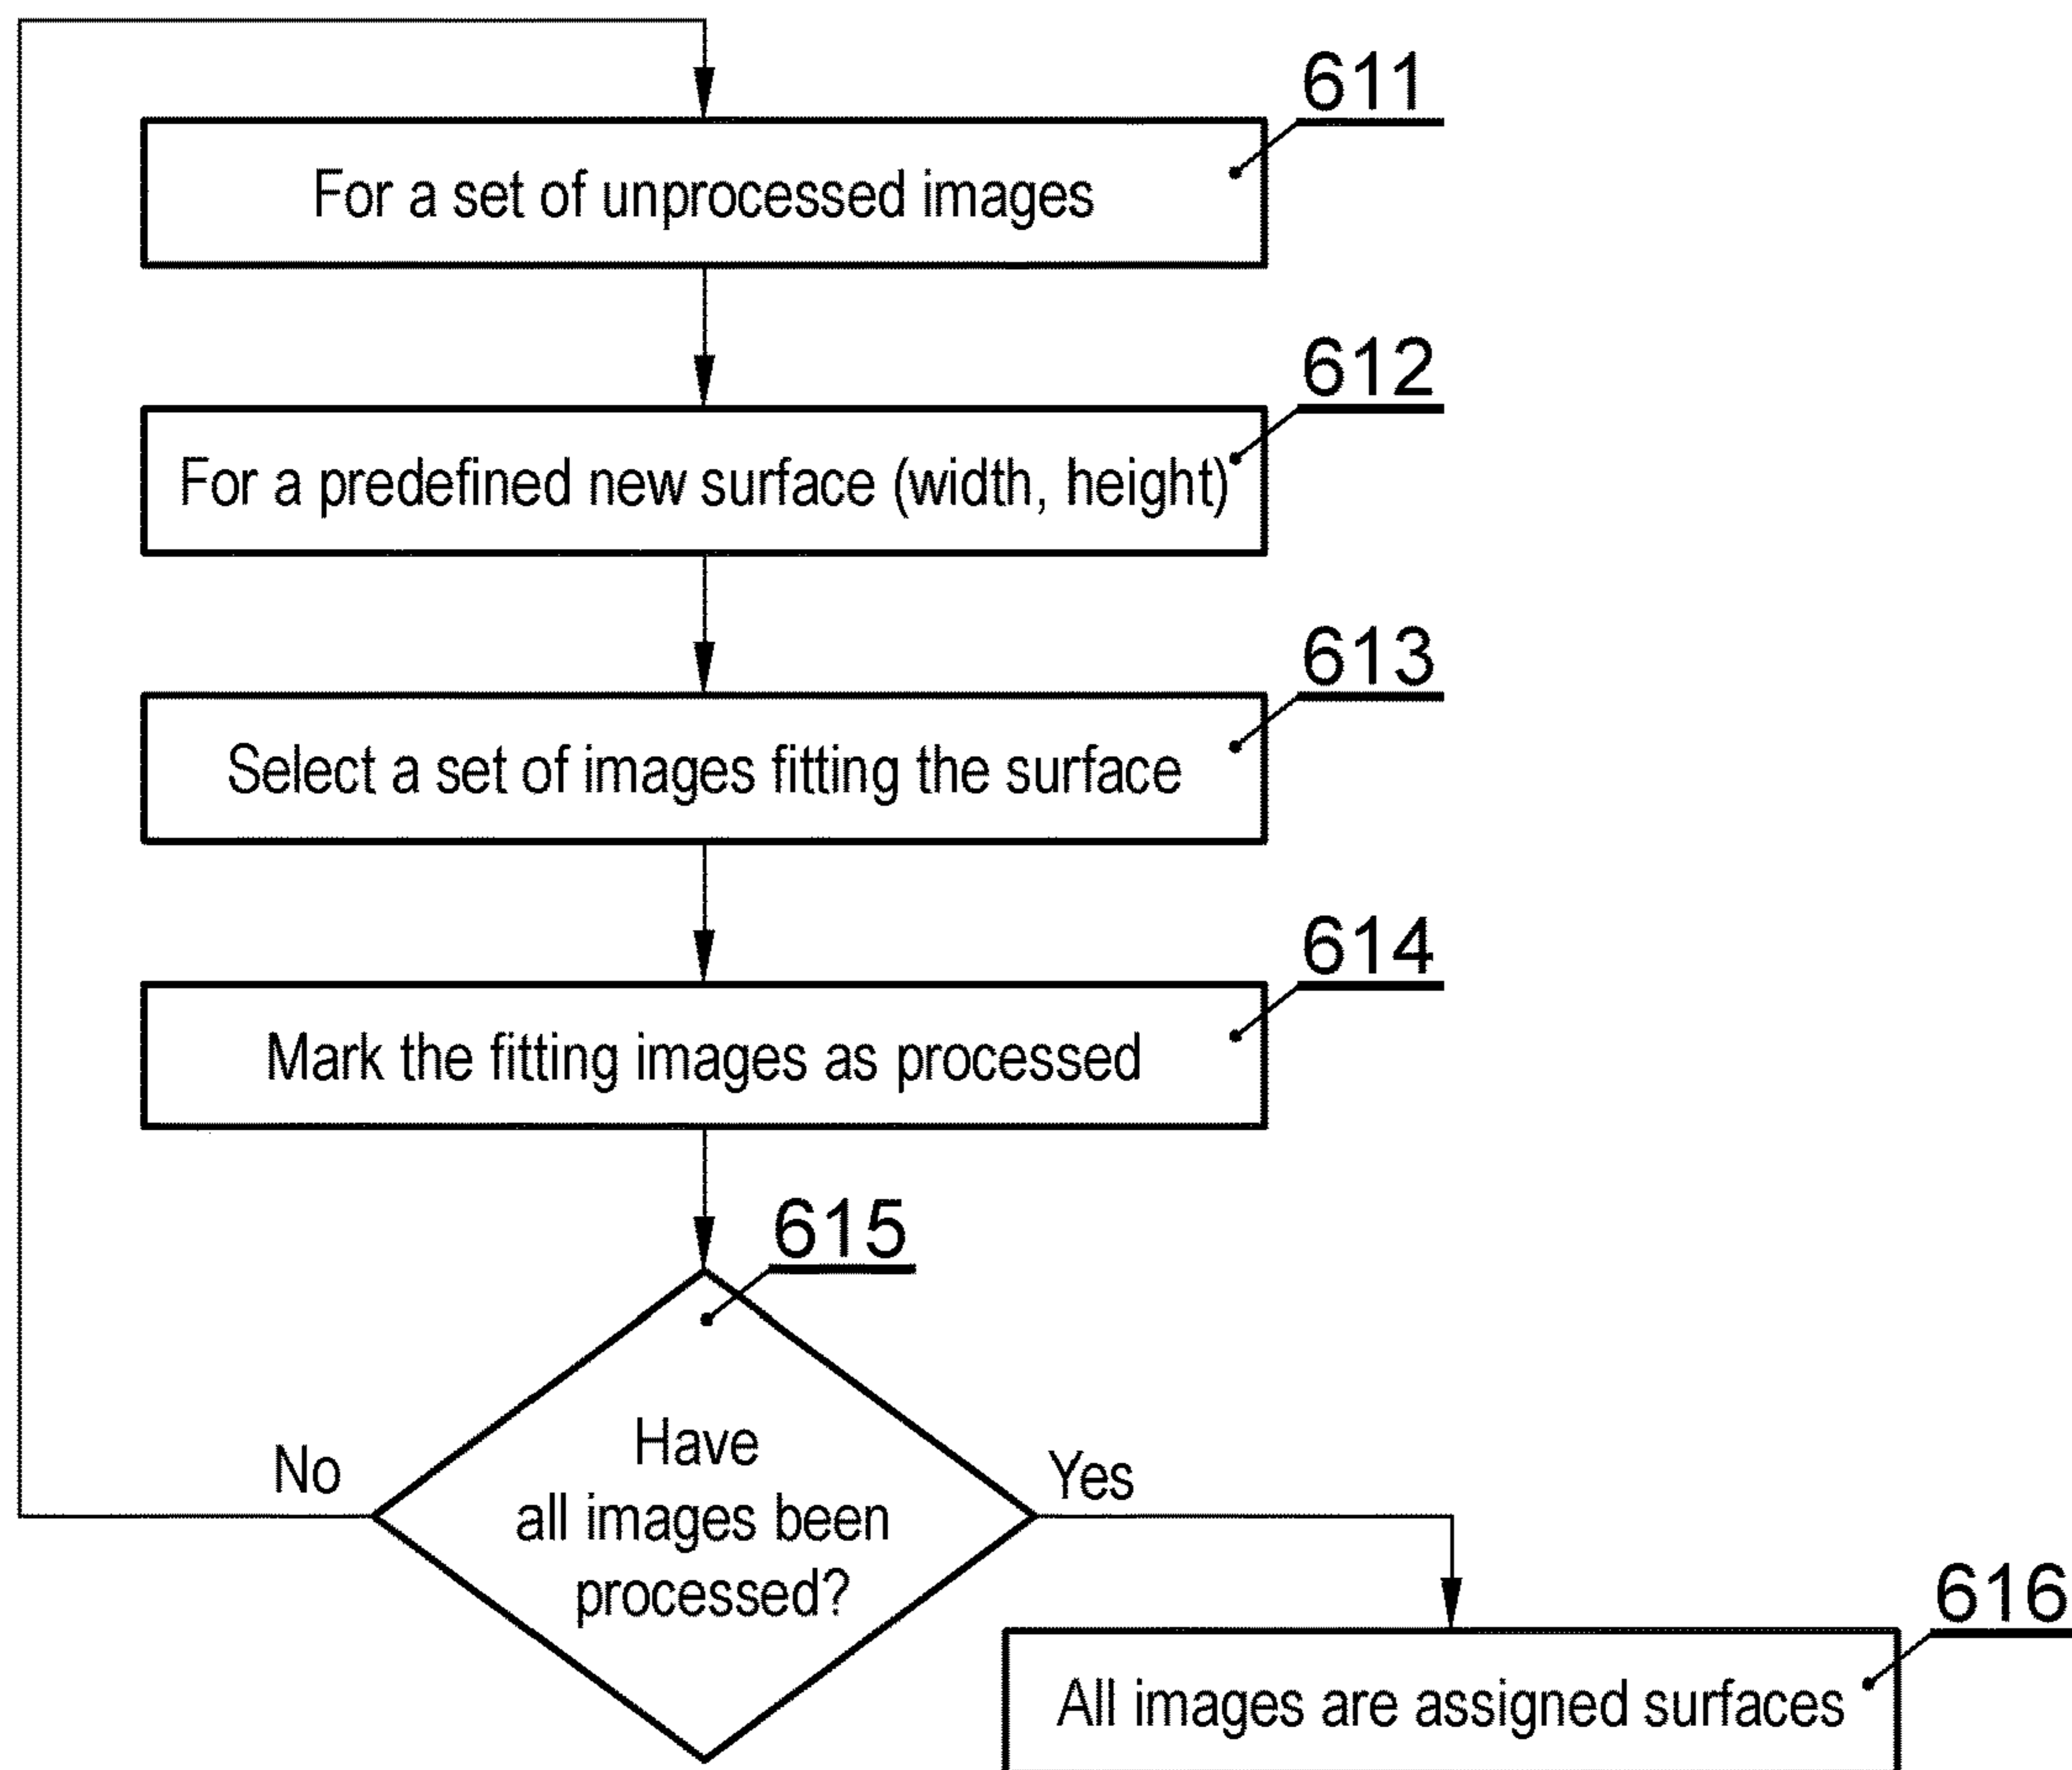 611
For a set of unprocessed images
612
For a predefined new surface (width, height)
613
Select a set of images fitting the surface
614
Mark the fitting images as processed
615
Have
all images been
processed?
No
Yes
616
All images are assigned surfaces